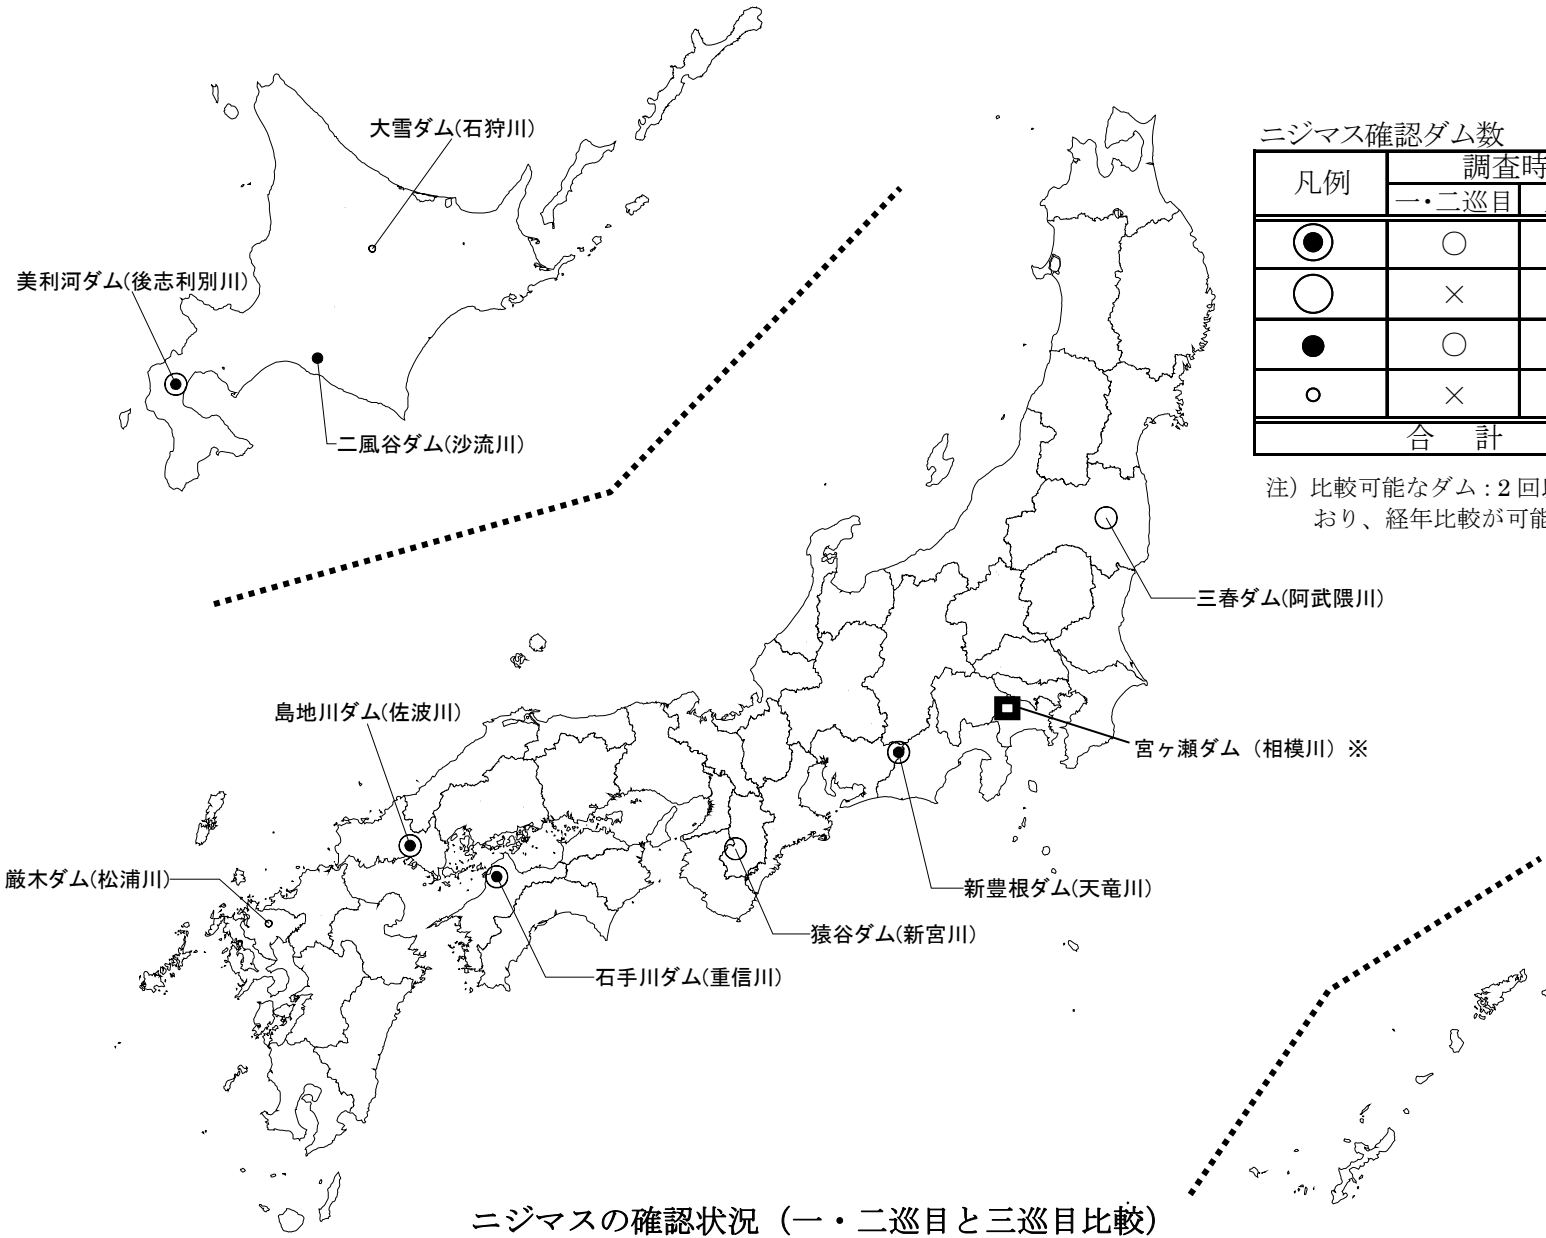 大雪ダム(石狩川)
ニジマス確認ダム数
凡例
調査時
一・二巡目
○
×
○
×
合 計
美利河ダム(後志利別川)
二風谷ダム(沙流川)
注) 比較可能なダム:2回
おり、経年比較が可能
三春ダム(阿武隈川)
島地川ダム(佐波川)
宮ヶ瀬ダム(相模川)※
厳木ダム(松浦川)
新豊根ダム(天竜川)
猿谷ダム(新宮川)
石手川ダム(重信川)
ニジマスの確認状況(一・二巡目と三巡目比較)